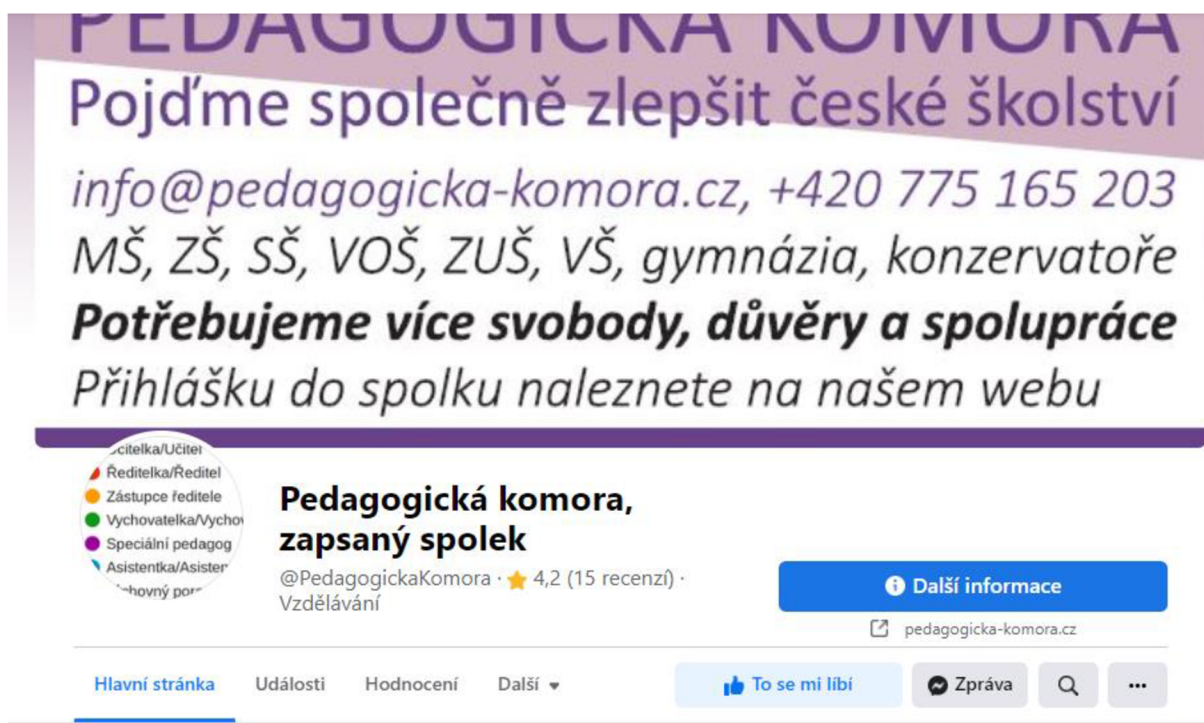 PEDAGOGICKÁ KOMORA
Pojďme společně zlepšit české školství
info@pedagogicka-komora.cz, +420 775 165 203
MŠ, ZŠ, SŠ, VOŠ, ZUŠ, VŠ, gymnázia, konzervatoře
Potřebujeme více svobody, důvěry a spolupráce
Přihlášku do spolku naleznete na našem webu
Ředitelka/Ředitel
Zástupce ředitele
Speciální pedagog
Pedagogická komora,
zapsaný spolek
@PedagogickaKomora · 4,2 (15 recenzí) ·
Vzdělávání
Další informace
pedagogicka-komora.cz
Hlavní stránka Události Hodnocení Další To se mi líbí Zpráva